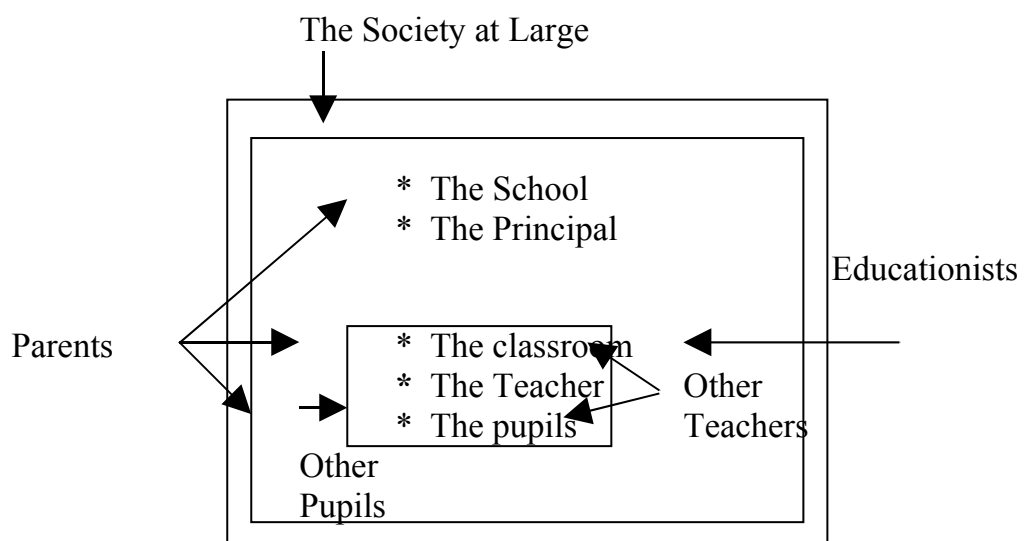 The Society at Large
* The School
* The Principal
Educationists
Parents
* The classroom
* The Teacher
* The pupils
Other
Teachers
Other
Pupils